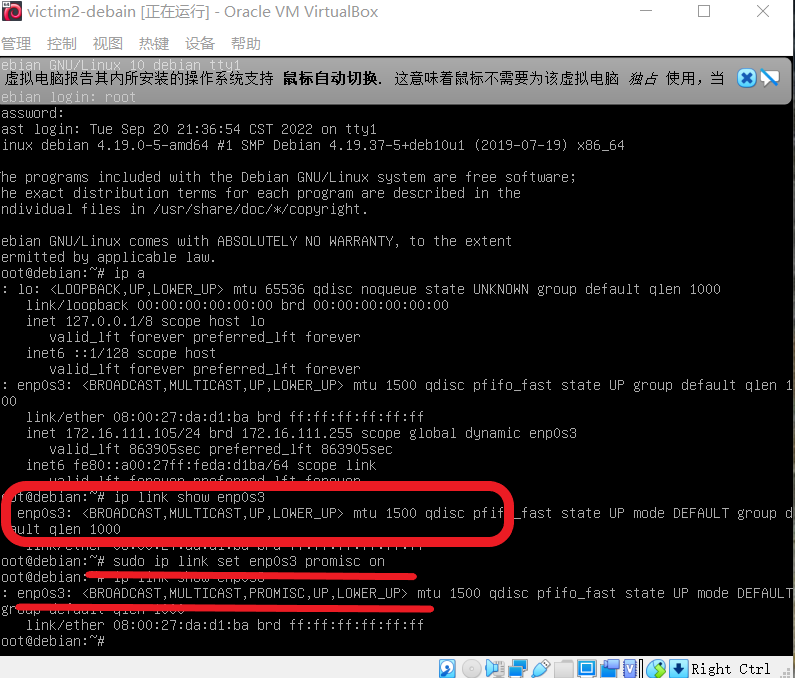 victim2-debain [正在运行] - Oracle VM VirtualBox
管理 控制 视图 热键 设备 帮助
ebian GNU/Linux 10 debian tty1
虚拟电脑报告其内所安装的操作系统支持 鼠标自动切换. 这意味着鼠标不需要为该虚拟电脑 独占 使用，当
ebian login: root
assword:
ast login: Tue Sep 20 21:36:54 CST 2022 on tty1
inux debian 4.19.0-5-amd64 #1 SMP Debian 4.19.37-5+deb10u1 (2019-07-19) x86_64
he programs included with the Debian GNU/Linux system are free software;
he exact distribution terms for each program are described in the
ndividual files in /usr/share/doc/*/copyright.
ebian GNU/Linux comes with ABSOLUTELY NO WARRANTY, to the extent
ermitted by applicable law.
oot@debian:~# ip a
: lo: <LOOPBACK,UP,LOWER_UP> mtu 65536 qdisc noqueue state UNKNOWN group default qlen 1000
link/loopback 00:00:00:00:00:00 brd 00:00:00:00:00:00
inet 127.0.0.1/8 scope host lo
valid_lft forever preferred_lft forever
inet6 ::1/128 scope host
valid_lft forever preferred_lft forever
: enp0s3: <BROADCAST,MULTICAST,UP,LOWER_UP> mtu 1500 qdisc pfifo_fast state UP group default qlen 1
00
link/ether 08:00:27:da:d1:ba brd ff:ff:ff:ff:ff:ff
inet 172.16.111.105/24 brd 172.16.111.255 scope global dynamic enp0s3
valid_lft 863905sec preferred_lft 863905sec
inet6 fe80::a00:27ff:feda:d1ba/64 scope link
valid_lft forever preferred_lft forever
oot@debian:~# ip link show enp0s3
enp0s3: <BROADCAST,MULTICAST,UP,LOWER_UP> mtu 1500 qdisc pfifo_fast state UP mode DEFAULT group d
ault qlen 1000
link/ether 08:00:27:da:d1:ba brd ff:ff:ff:ff:ff:ff
oot@debian:~# sudo ip link set enp0s3 promisc on
oot@debian:~# ip link show enp0s3
: enp0s3: <BROADCAST,MULTICAST,PROMISC,UP,LOWER_UP> mtu 1500 qdisc pfifo_fast state UP mode DEFAULT
group default qlen 1000
link/ether 08:00:27:da:d1:ba brd ff:ff:ff:ff:ff:ff
oot@debian:~#
Right Ctrl